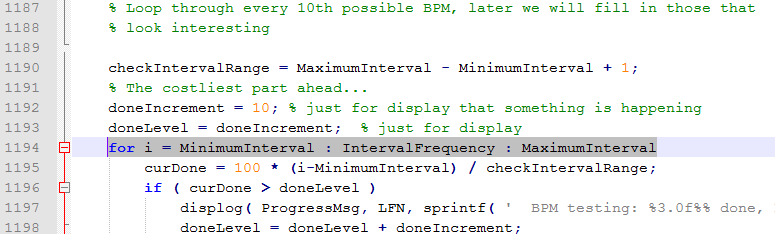 1187 % Loop through every 10th possible BPM, later we will fill in those that
1188 % look interesting
1189
1190 checkIntervalRange = MaximumInterval - MinimumInterval + 1;
1191 % The costliest part ahead...
1192 doneIncrement = 10; % just for display that something is happening
1193 doneLevel = doneIncrement;  % just for display
1194 for i = MinimumInterval : IntervalFrequency : MaximumInterval
1195 curDone = 100 * (i-MinimumInterval) / checkIntervalRange;
1196 if ( curDone > doneLevel )
1197 displog( ProgressMsg, LFN, sprintf( '  BPM testing: %3.0f%% done,
1198 doneLevel = doneLevel + doneIncrement;